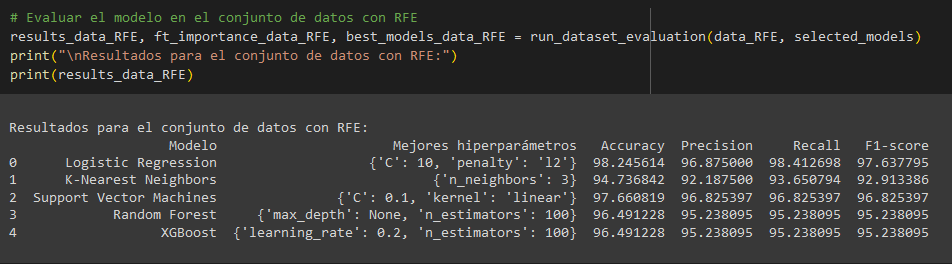 # Evaluar el modelo en el conjunto de datos con RFE
results_data_RFE, ft_importance_data_RFE, best_models_data_RFE = run_dataset_evaluation(data_RFE, selected_models)
print("\nResultados para el conjunto de datos con RFE:")
print(results_data_RFE)
Resultados para el conjunto de datos con RFE:
Modelo Mejores hiperparámetros Accuracy Precision Recall F1-score
0 Logistic Regression {'C': 10, 'penalty': 'l2'} 98.245614 96.875000 98.412698 97.637795
1 K-Nearest Neighbors {'n_neighbors': 3} 94.736842 92.187500 93.650794 92.913386
2 Support Vector Machines {'C': 0.1, 'kernel': 'linear'} 97.660819 96.825397 96.825397 96.825397
3 Random Forest {'max_depth': None, 'n_estimators': 100} 96.491228 95.238095 95.238095 95.238095
4 XGBoost {'learning_rate': 0.2, 'n_estimators': 100} 96.491228 95.238095 95.238095 95.238095